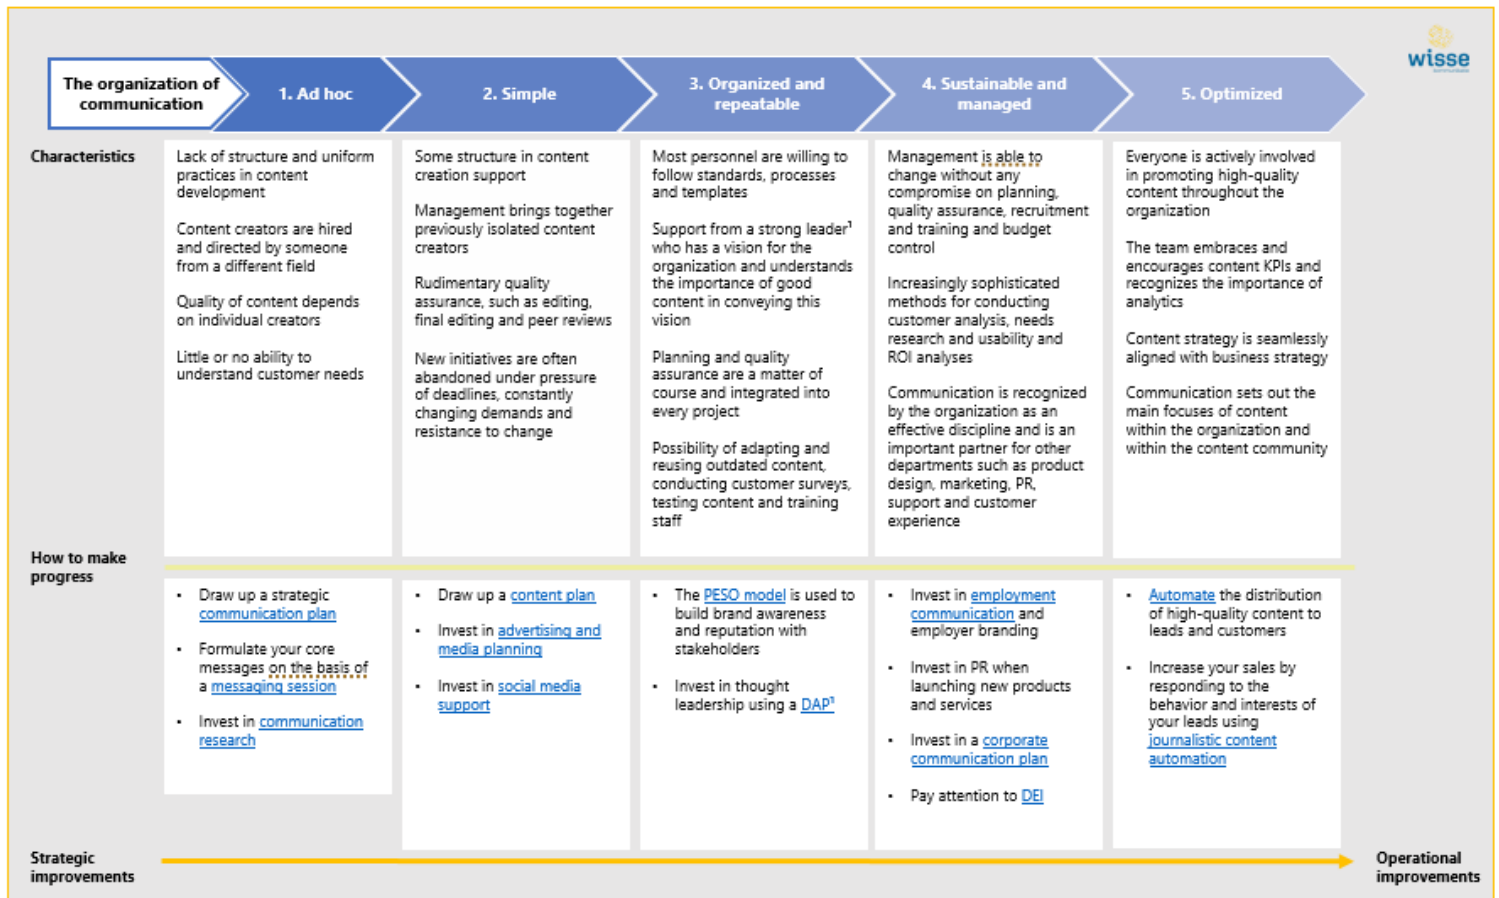 wisse
The organization of
communication
1. Ad hoc
2. Simple
3. Organized and
repeatable
4. Sustainable and
managed
5. Optimized
Characteristics
Lack of structure and uniform
practices in content
development
Content creators are hired
and directed by someone
from a different field
Quality of content depends
on individual creators
Little or no ability to
understand customer needs
Some structure in content
creation support
Management brings together
previously isolated content
creators
Rudimentary quality
assurance, such as editing,
final editing and peer reviews
New initiatives are often
abandoned under pressure
of deadlines, constantly
changing demands and
resistance to change
Most personnel are willing to
follow standards, processes
and templates
Support from a strong leader¹
who has a vision for the
organization and understands
the importance of good
content in conveying this
vision
Planning and quality
assurance are a matter of
course and integrated into
every project
Possibility of adapting and
reusing outdated content,
conducting customer surveys,
testing content and training
staff
Management is able to
change without any
compromise on planning,
quality assurance, recruitment
and training and budget
control
Increasingly sophisticated
methods for conducting
customer analysis, needs
research and usability and
ROI analyses
Communication is recognized
by the organization as an
effective discipline and is an
important partner for other
departments such as product
design, marketing, PR,
support and customer
experience
Everyone is actively involved
in promoting high-quality
content throughout the
organization
The team embraces and
encourages content KPIs and
recognizes the importance of
analytics
Content strategy is seamlessly
aligned with business strategy
Communication sets out the
main focuses of content
within the organization and
within the content community
How to make
progress
• Draw up a strategic
communication plan
• Formulate your core
messages on the basis of
a messaging session
• Invest in communication
research
• Draw up a content plan
• Invest in advertising and
media planning
• Invest in social media
support
• The PESO model is used to
build brand awareness
and reputation with
stakeholders
• Invest in thought
leadership using a DAP¹
• Invest in employment
communication and
employer branding
• Invest in PR when
launching new products
and services
• Invest in a corporate
communication plan
• Pay attention to DEI
• Automate the distribution
of high-quality content to
leads and customers
• Increase your sales by
responding to the
behavior and interests of
your leads using
journalistic content
automation
Strategic
improvements
Operational
improvements